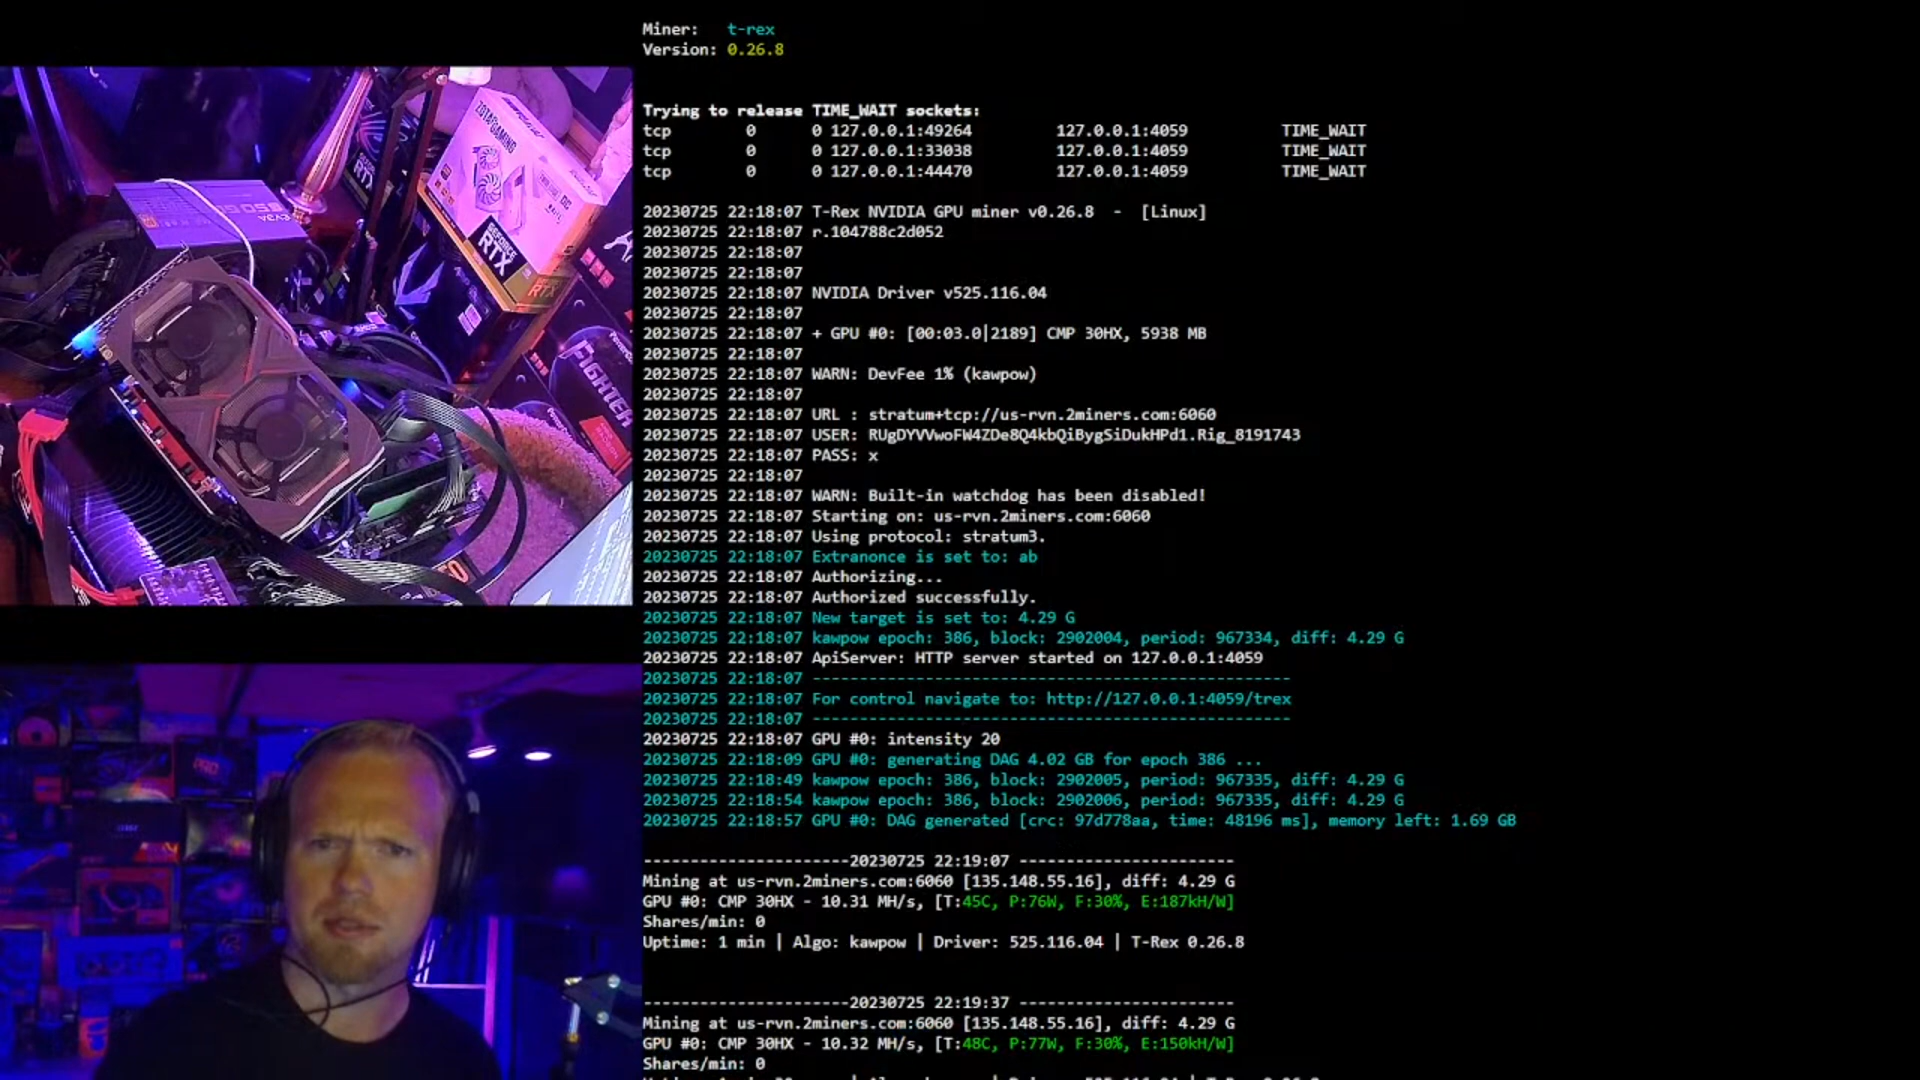 Miner: t-rex
Version: 0.26.8
Trying to release TIME_WAIT sockets:
tcp 0 0 127.0.0.1:49264 127.0.0.1:4059 TIME_WAIT
tcp 0 0 127.0.0.1:33038 127.0.0.1:4059 TIME_WAIT
tcp 0 0 127.0.0.1:44470 127.0.0.1:4059 TIME_WAIT
20230725 22:18:07 T-Rex NVIDIA GPU miner v0.26.8 - [Linux]
20230725 22:18:07 r.104788c2d052
20230725 22:18:07
20230725 22:18:07
20230725 22:18:07 NVIDIA Driver v525.116.04
20230725 22:18:07
20230725 22:18:07 + GPU #0: [00:03.0|2189] CMP 30HX, 5938 MB
20230725 22:18:07
20230725 22:18:07 WARN: DevFee 1% (kawpow)
20230725 22:18:07
20230725 22:18:07 URL : stratum+tcp://us-rvn.2miners.com:6060
20230725 22:18:07 USER: RUgDYVVwoFW4ZDe8Q4kbQiBygSiDukHPd1.Rig_8191743
20230725 22:18:07 PASS: x
20230725 22:18:07
20230725 22:18:07 WARN: Built-in watchdog has been disabled!
20230725 22:18:07 Starting on: us-rvn.2miners.com:6060
20230725 22:18:07 Using protocol: stratum3.
20230725 22:18:07 Extranonce is set to: ab
20230725 22:18:07 Authorizing...
20230725 22:18:07 Authorized successfully.
20230725 22:18:07 New target is set to: 4.29 G
20230725 22:18:07 kawpow epoch: 386, block: 2902004, period: 967334, diff: 4.29 G
20230725 22:18:07 ApiServer: HTTP server started on 127.0.0.1:4059
20230725 22:18:07 ---------------------------------------------------
20230725 22:18:07 For control navigate to: http://127.0.0.1:4059/trex
20230725 22:18:07 ---------------------------------------------------
20230725 22:18:07 GPU #0: intensity 20
20230725 22:18:09 GPU #0: generating DAG 4.02 GB for epoch 386 ...
20230725 22:18:49 kawpow epoch: 386, block: 2902005, period: 967335, diff: 4.29 G
20230725 22:18:54 kawpow epoch: 386, block: 2902006, period: 967335, diff: 4.29 G
20230725 22:18:57 GPU #0: DAG generated [crc: 97d778aa, time: 48196 ms], memory left: 1.69 GB
----------------------20230725 22:19:07 -----------------------
Mining at us-rvn.2miners.com:6060 [135.148.55.16], diff: 4.29 G
GPU #0: CMP 30HX - 10.31 MH/s, [T:45C, P:76W, F:30%, E:187kH/W]
Shares/min: 0
Uptime: 1 min | Algo: kawpow | Driver: 525.116.04 | T-Rex 0.26.8
----------------------20230725 22:19:37 -----------------------
Mining at us-rvn.2miners.com:6060 [135.148.55.16], diff: 4.29 G
GPU #0: CMP 30HX - 10.32 MH/s, [T:48C, P:77W, F:30%, E:150kH/W]
Shares/min: 0
ZOTAC GAMING
GEFORCE
RTX
RTX
EVGA
FIGHTER
PRO